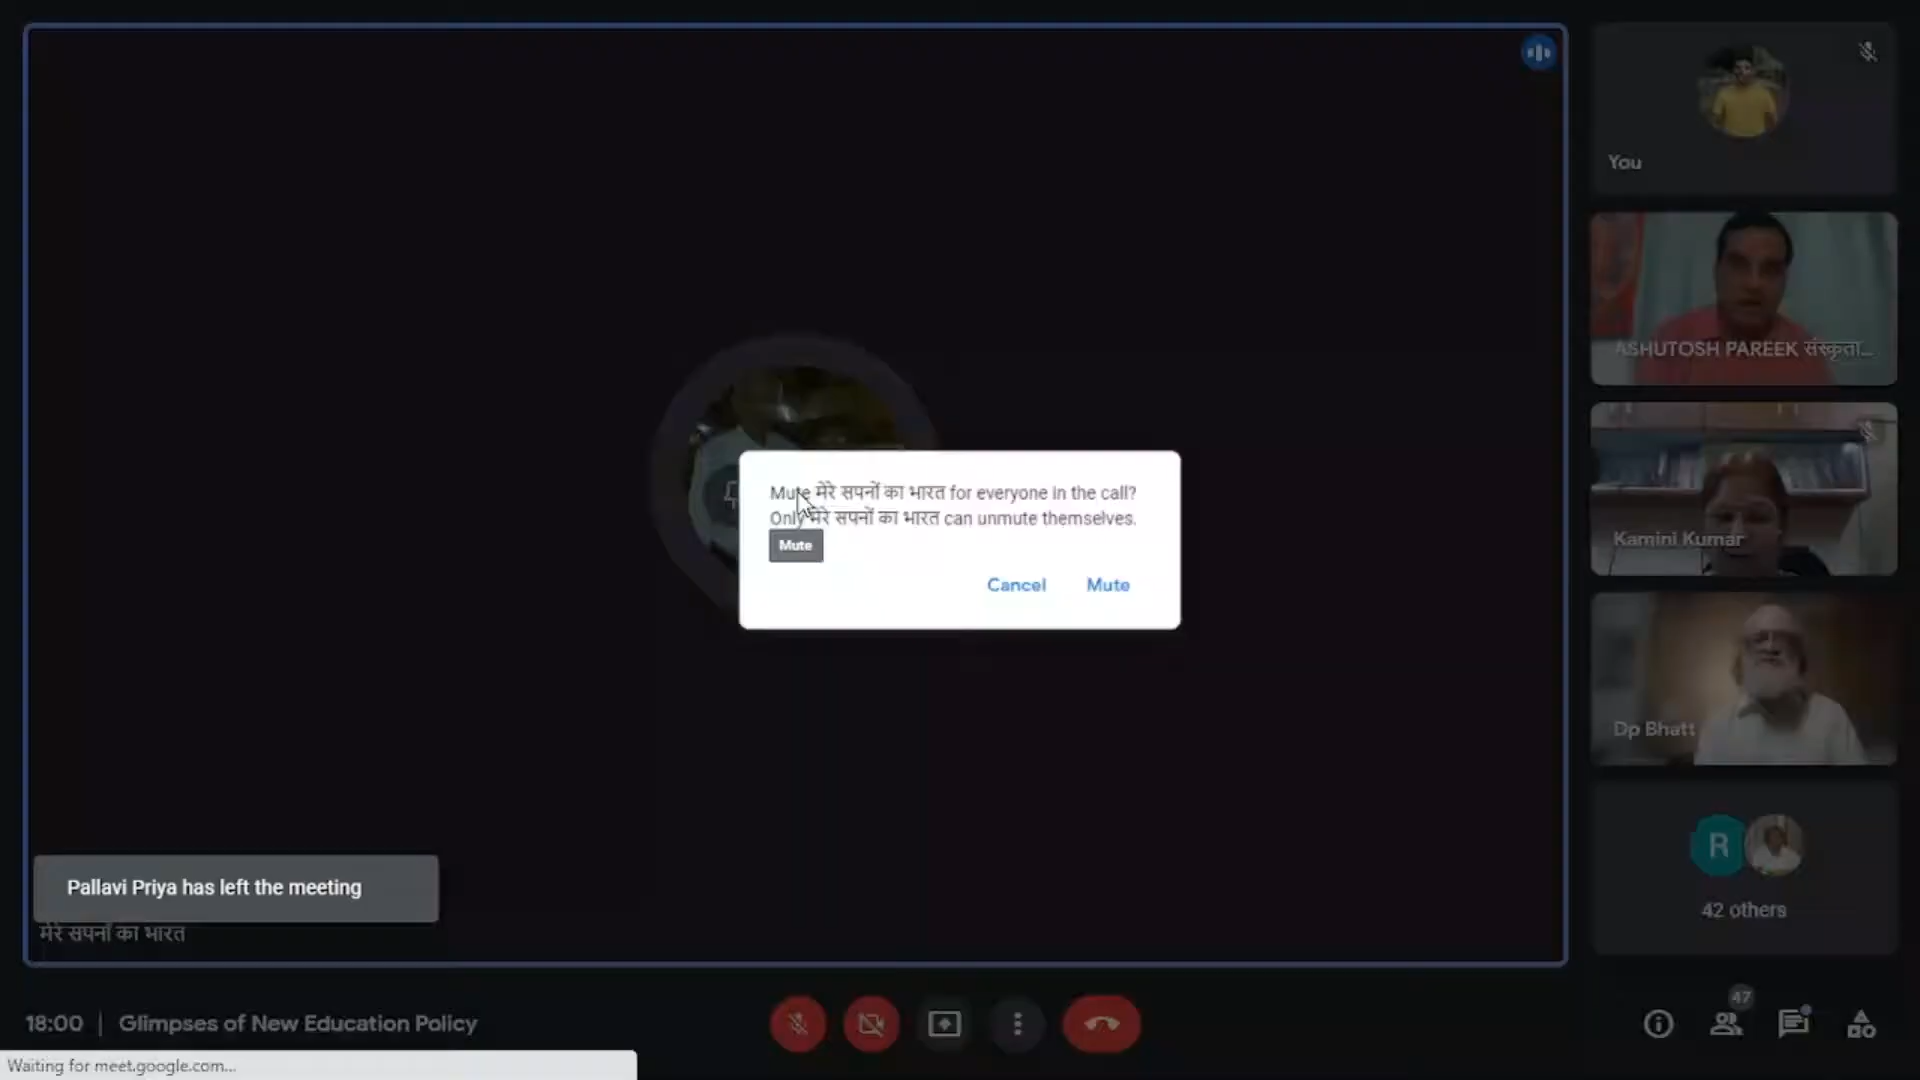 You
ASHUTOSH PAREEK संस्कृता...
Kamini Kumar
Dp Bhatt
R
42 others
Mute मेरे सपनों का भारत for everyone in the call?
Only मेरे सपनों का भारत can unmute themselves.
Mute
Cancel Mute
Pallavi Priya has left the meeting
मेरे सपनों का भारत
18:00 | Glimpses of New Education Policy
47
Waiting for meet.google.com...